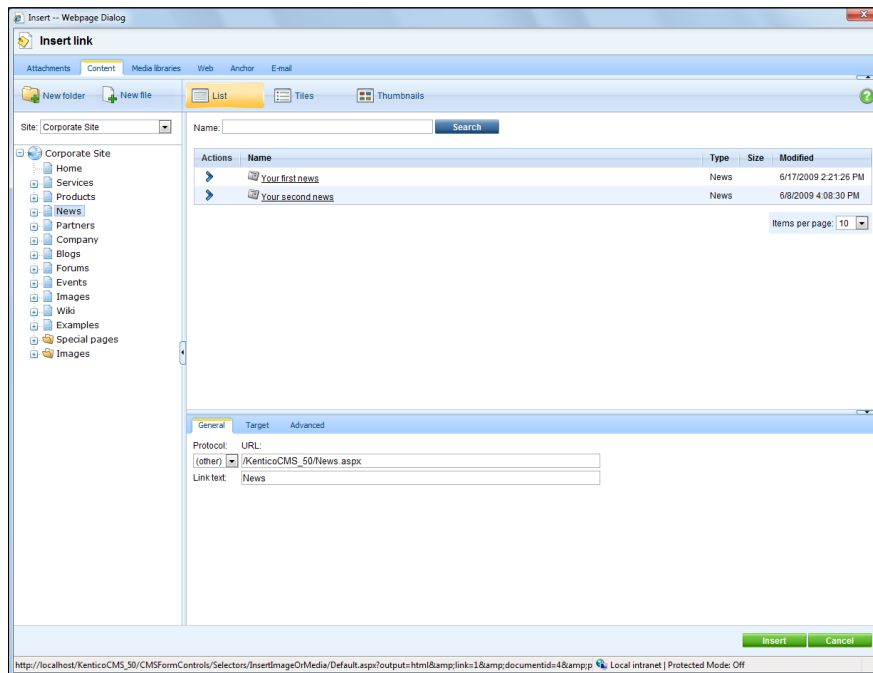 Insert -- Webpage Dialog
Insert link
Attachments Content Media libraries Web Anchor E-mail
New folder New file List Tiles Thumbnails
Site: Corporate Site Name: Search
Corporate Site
Home
Services
Products
News
Partners
Company
Blogs
Forums
Events
Images
Wiki
Examples
Special pages
Images
Actions Name Type Size Modified
Your first news News 6/17/2009 2:21:26 PM
Your second news News 6/8/2009 4:08:30 PM
Items per page: 10
General Target Advanced
Protocol: URL:
(other) /KenticoCMS_50/News.aspx
Link text: News
Insert Cancel
http://localhost/KenticoCMS_50/CMSFormControls/Selectors/InsertImageOrMedia/Default.aspx?output=html&amp;link=1&amp;documentid=4&amp;p Local intranet | Protected Mode: Off